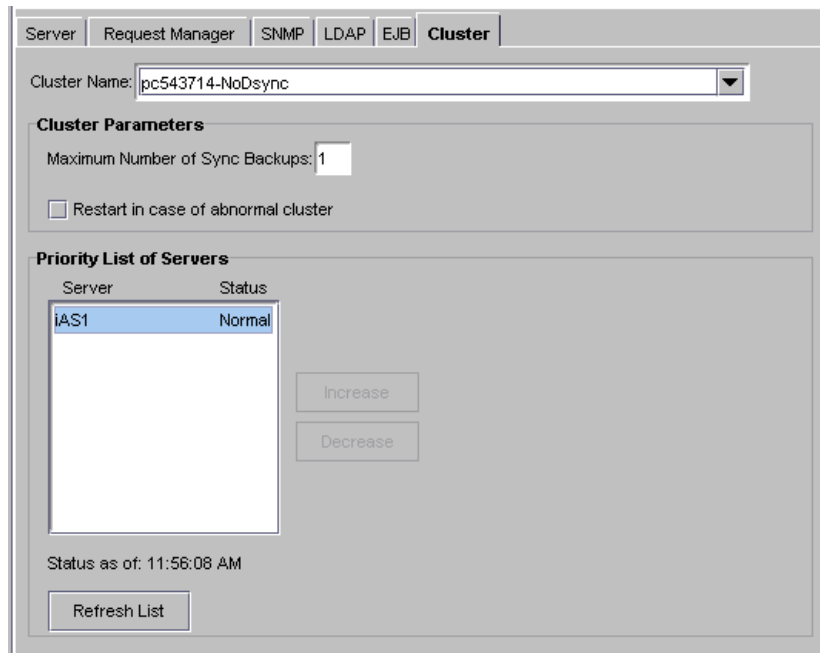 Server Request Manager SNMP LDAP EJB Cluster
Cluster Name: pc543714-NoDsync
Cluster Parameters
Maximum Number of Sync Backups: 1
Restart in case of abnormal cluster
Priority List of Servers
Server Status
iAS1 Normal
Increase
Decrease
Status as of: 11:56:08 AM
Refresh List